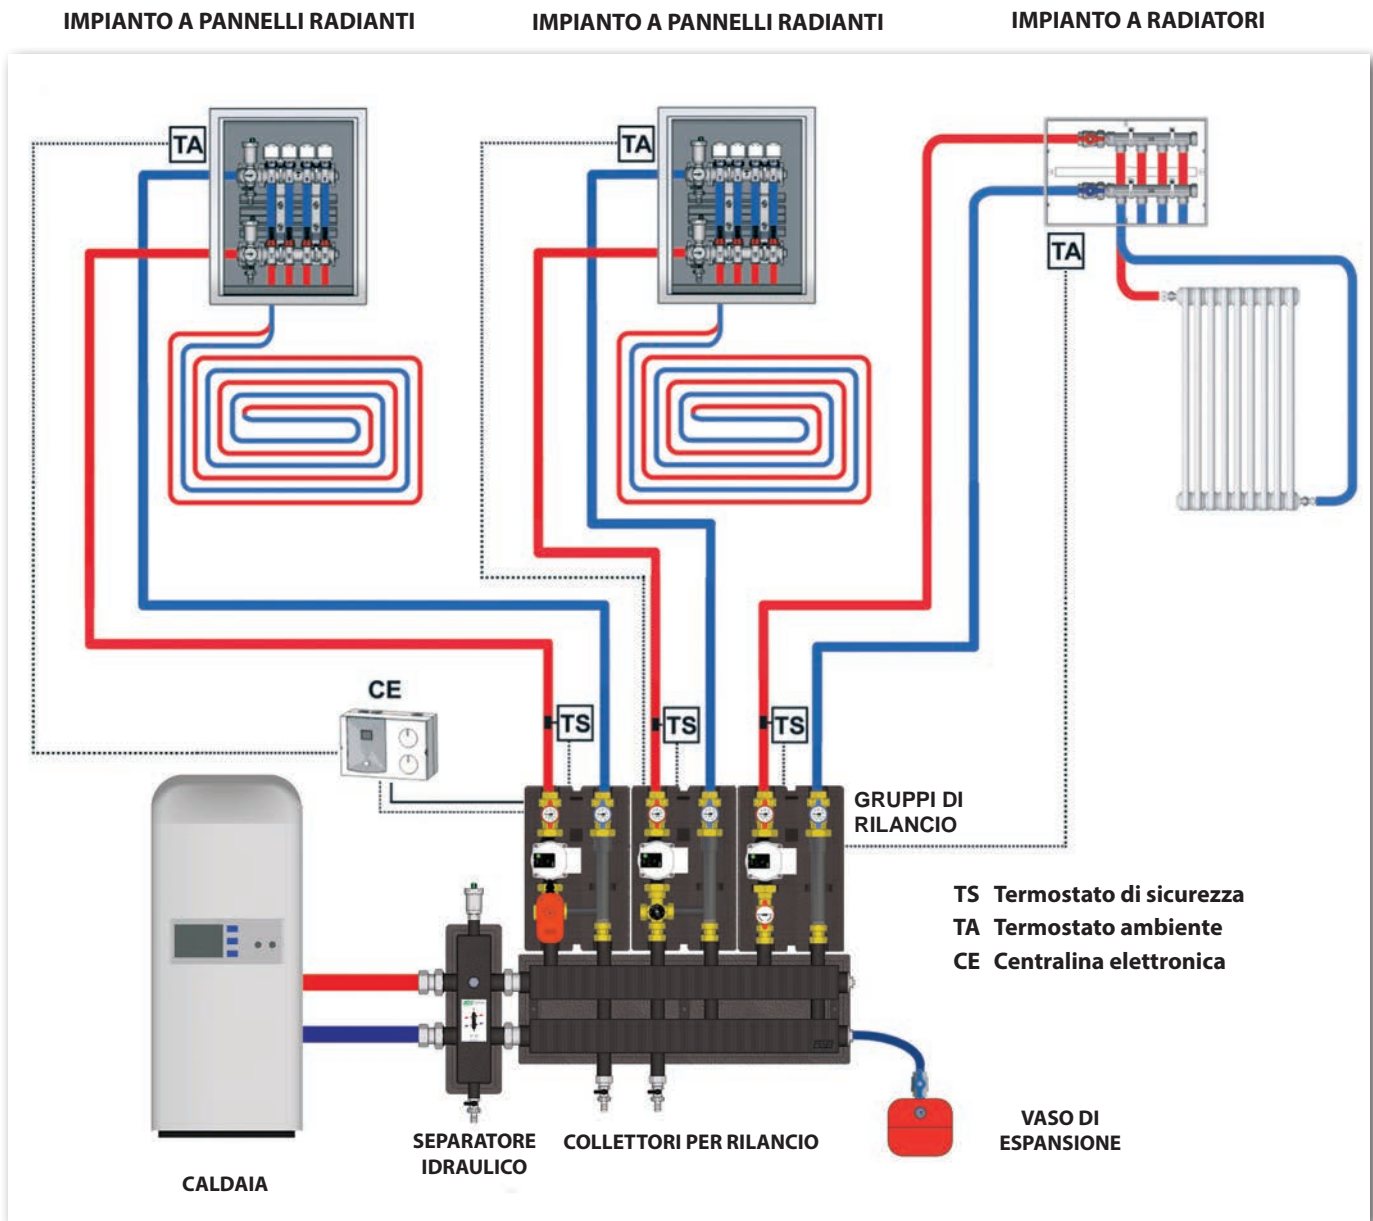 IMPIANTO A PANNELLI RADIANTI
IMPIANTO A PANNELLI RADIANTI
IMPIANTO A RADIATORI
TA
TA
TA
CE
TS
TS
TS
GRUPPI DI
RILANCIO
TS Termostato di sicurezza
TA Termostato ambiente
CE Centralina elettronica
SEPARATORE
IDRAULICO
COLLETTORI PER RILANCIO
VASO DI
ESPANSIONE
CALDAIA